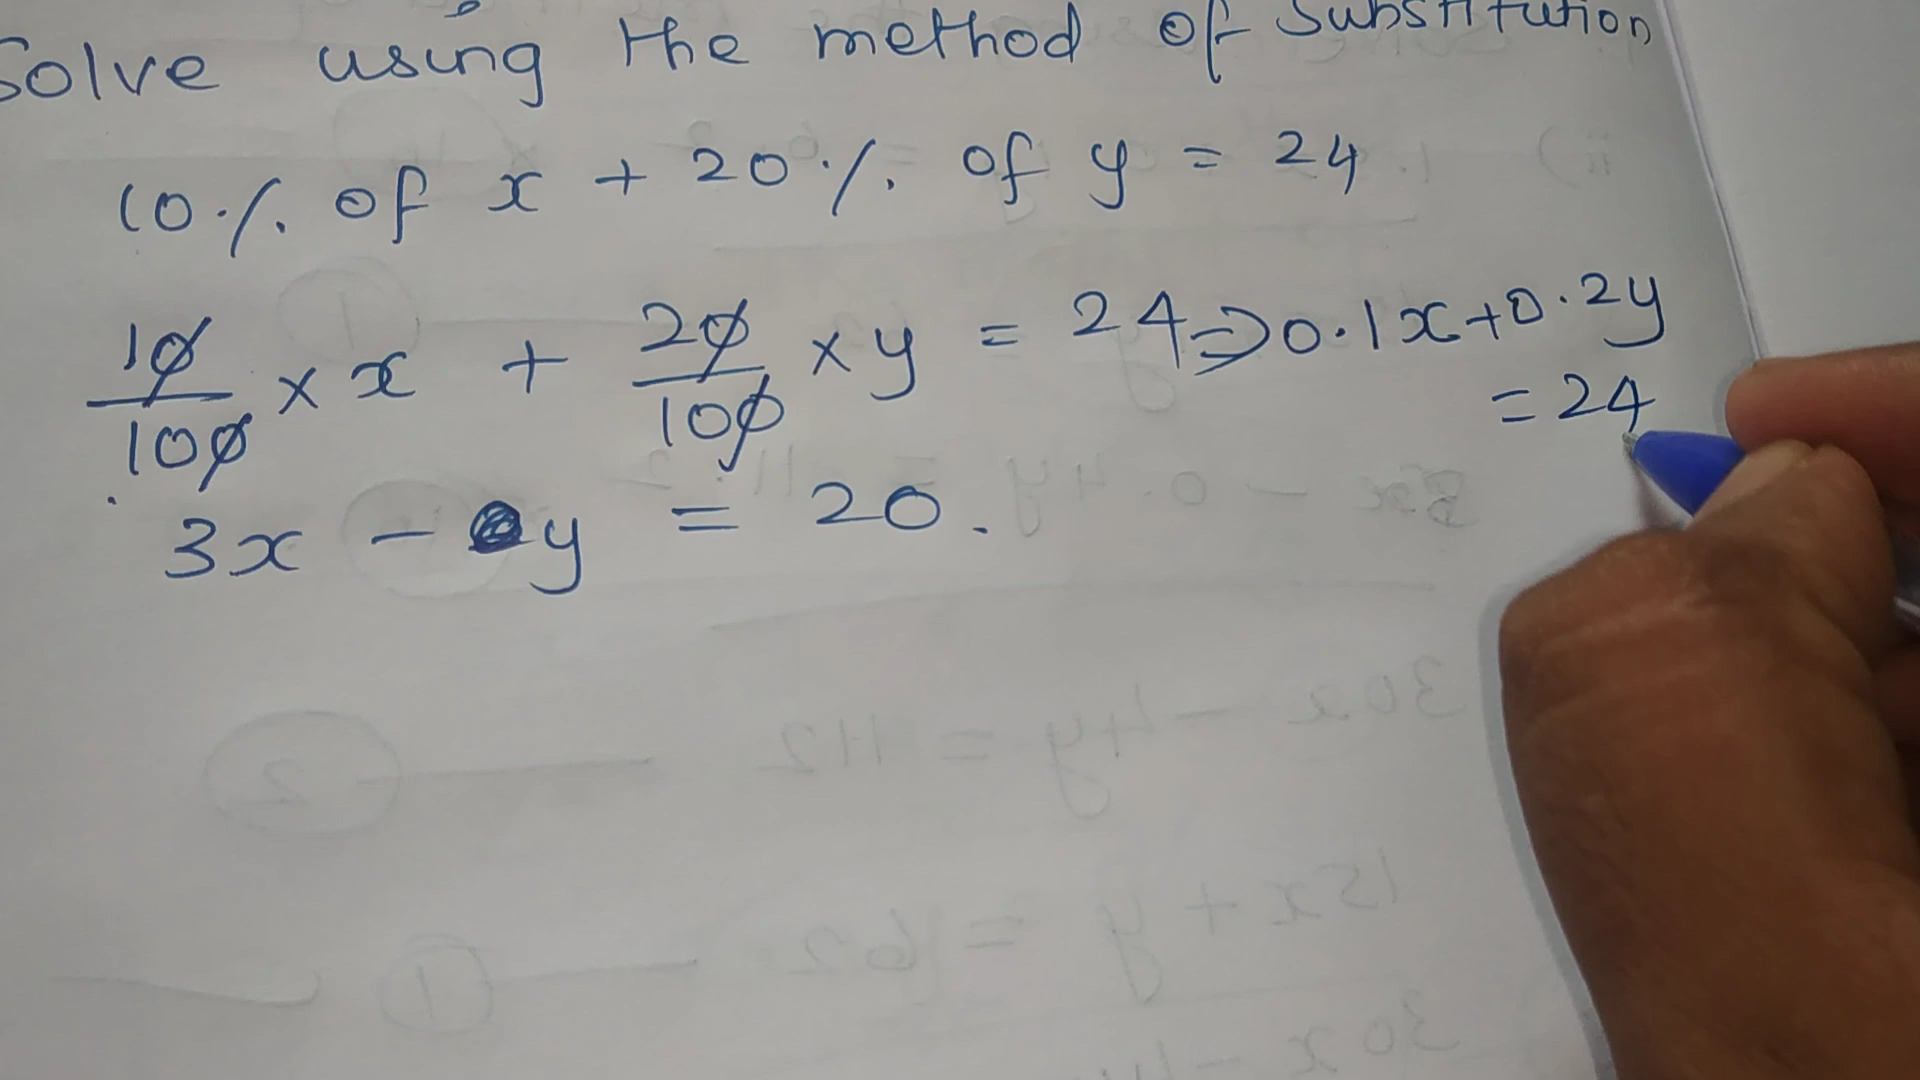 Solve using the method of substitution
10% of x + 20% of y = 24
10/100 × x + 20/100 × y = 24 ⇒ 0.1x + 0.2y
= 24
3x - y = 20.